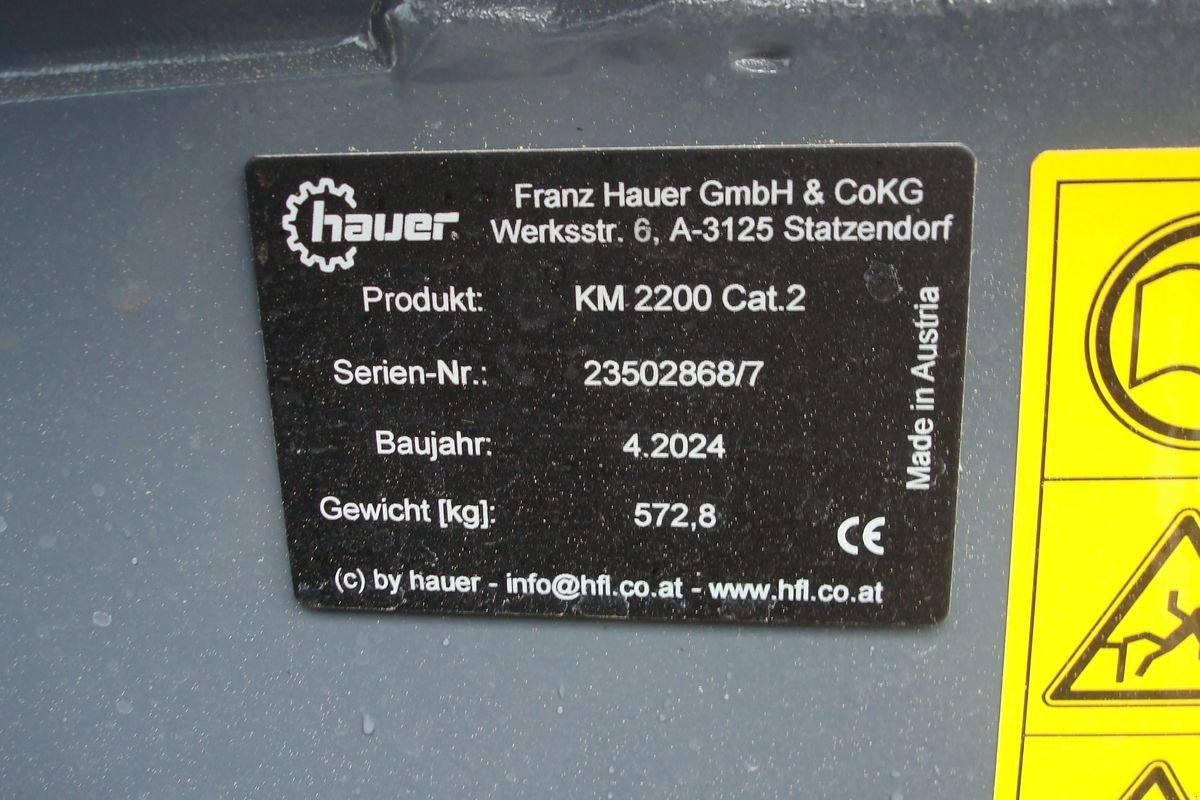 hauer
Franz Hauer GmbH & CoKG
Werksstr. 6, A-3125 Statzendorf
Produkt: KM 2200 Cat.2
Serien-Nr.: 23502868/7
Baujahr: 4.2024
Gewicht [kg]: 572,8
Made in Austria
CE
(c) by hauer - info@hfl.co.at - www.hfl.co.at